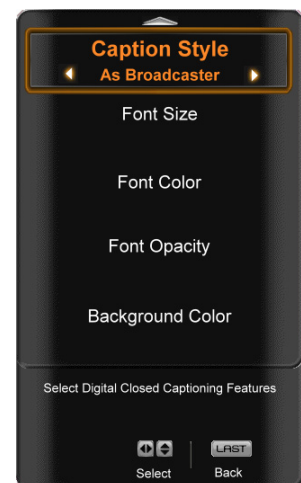 Caption Style
As Broadcaster
Font Size
Font Color
Font Opacity
Background Color
Select Digital Closed Captioning Features
LAST
Select Back